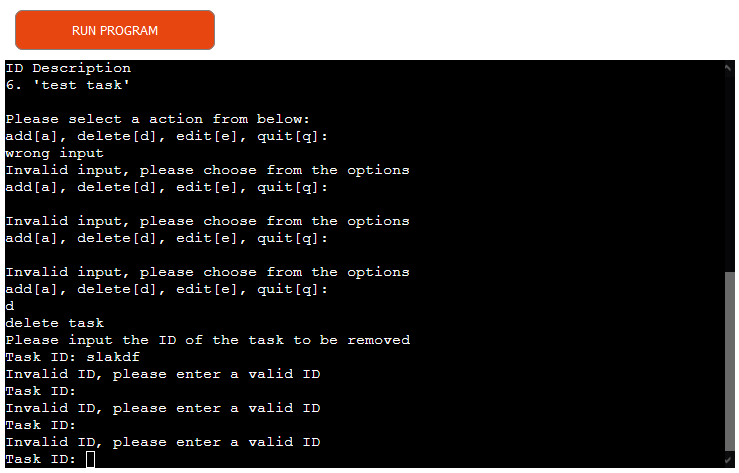 RUN PROGRAM
ID Description
6. 'test task'
Please select a action from below:
add[a], delete[d], edit[e], quit[q]:
wrong input
Invalid input, please choose from the options
add[a], delete[d], edit[e], quit[q]:
Invalid input, please choose from the options
add[a], delete[d], edit[e], quit[q]:
Invalid input, please choose from the options
add[a], delete[d], edit[e], quit[q]:
d
delete task
Please input the ID of the task to be removed
Task ID: slakdf
Invalid ID, please enter a valid ID
Task ID:
Invalid ID, please enter a valid ID
Task ID:
Invalid ID, please enter a valid ID
Task ID: